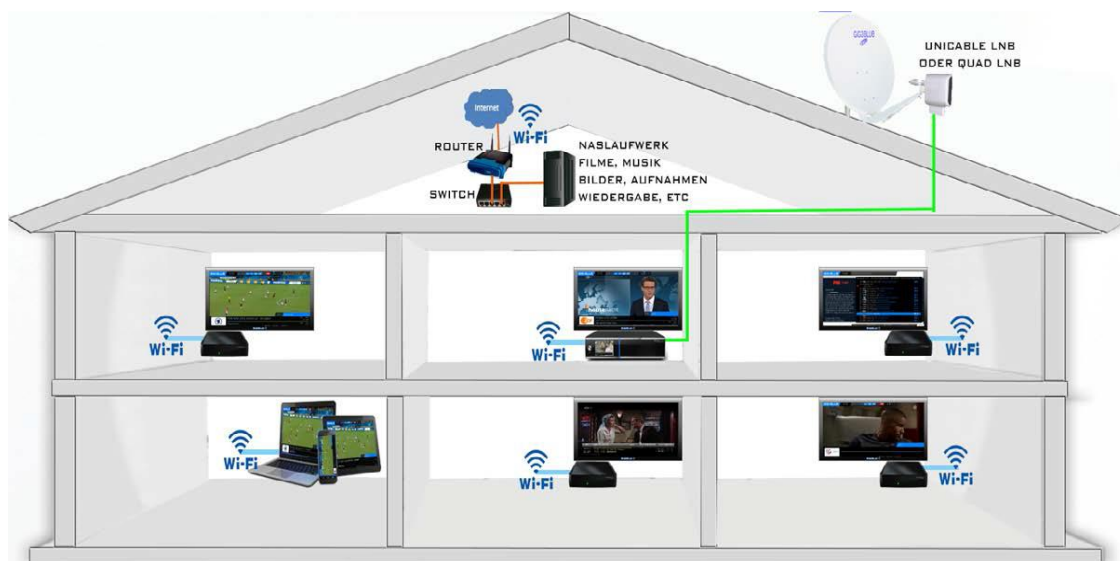 GIGABLUE
UNICABLE LNB
ODER QUAD LNB
Internet
Wi-Fi
ROUTER
SWITCH
NASLAUFWERK
FILME, MUSIK
BILDER, AUFNAHMEN
WIEDERGABE, ETC
Wi-Fi
Wi-Fi
Wi-Fi
Wi-Fi
Wi-Fi
Wi-Fi